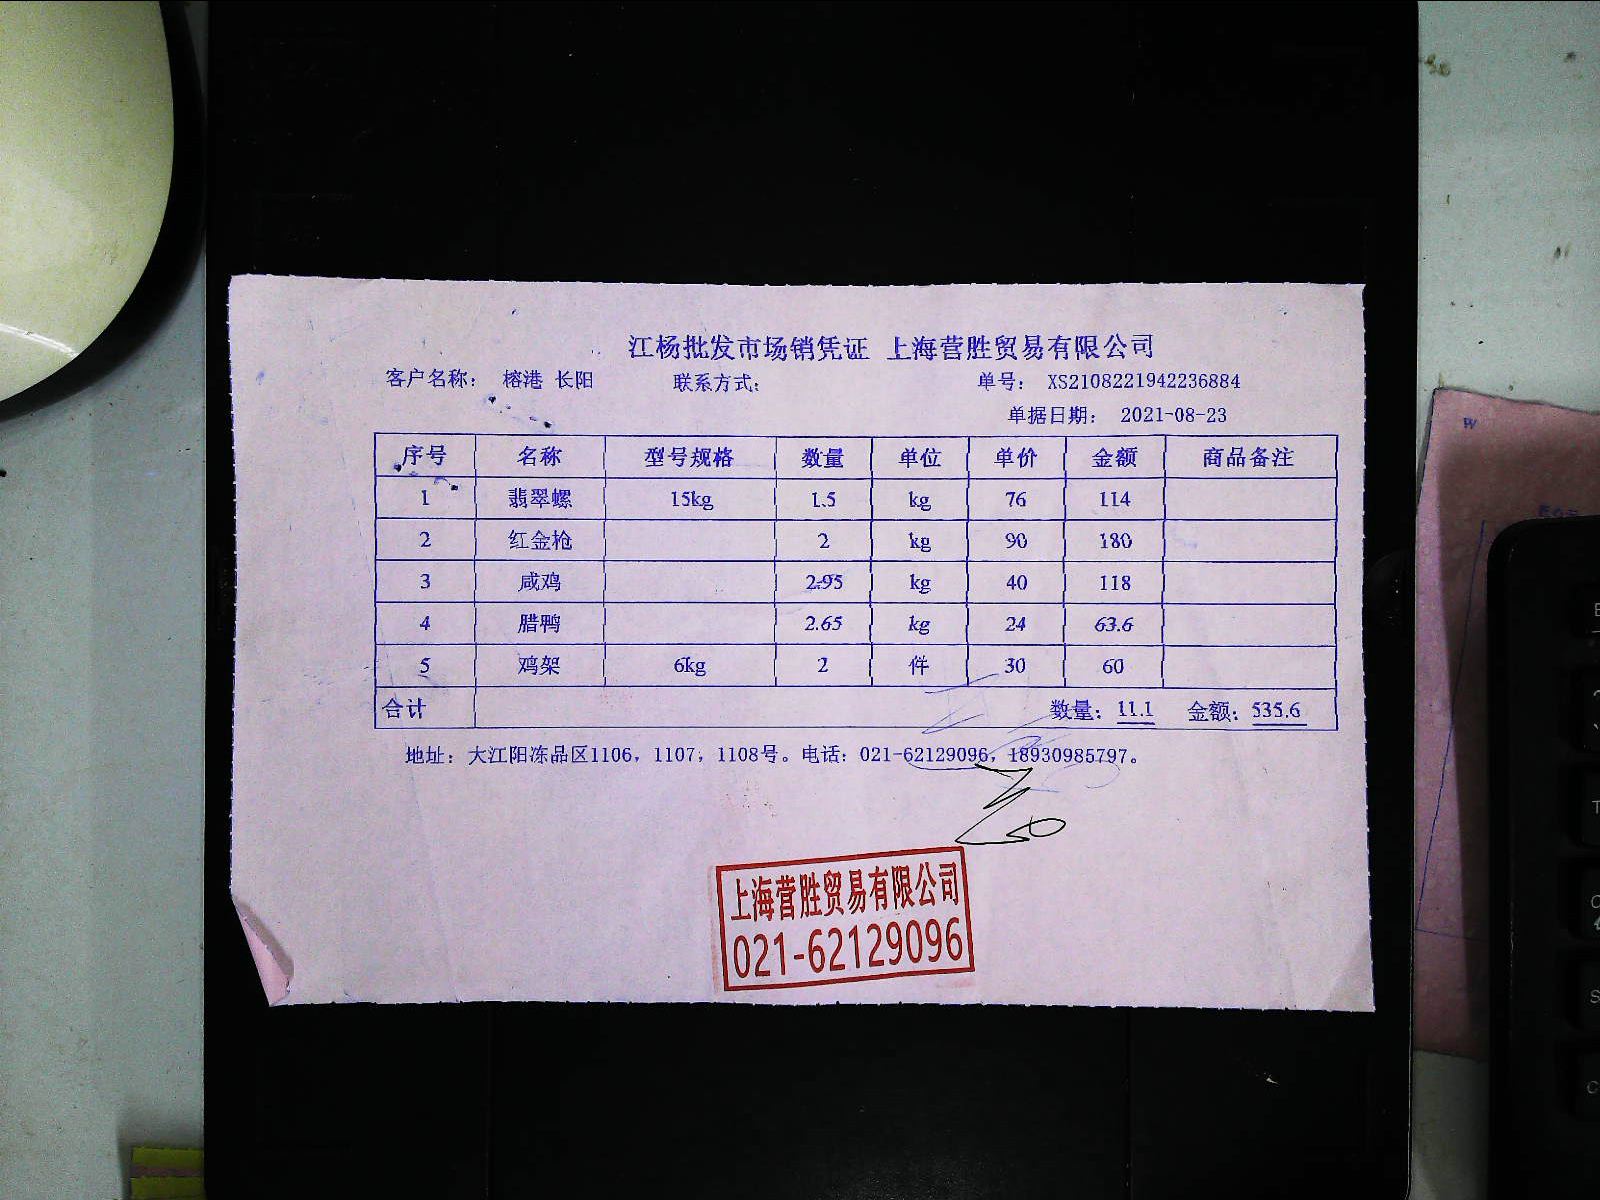 江杨批发市场销凭证 上海营胜贸易有限公司
客户名称： 榕港 长阳 联系方式： 单号： XS2108221942236884
单据日期： 2021-08-23
序号 名称 型号规格 数量 单位 单价 金额 商品备注
1 翡翠螺 15kg 1.5 kg 76 114
2 红金枪 2 kg 90 180
3 咸鸡 2.95 kg 40 118
4 腊鸭 2.65 kg 24 63.6
5 鸡架 6kg 2 件 30 60
合计 数量：11.1 金额：535.6
地址：大江阳冻品区1106，1107，1108号。电话：021-62129096，18930985797。
上海营胜贸易有限公司
021-62129096